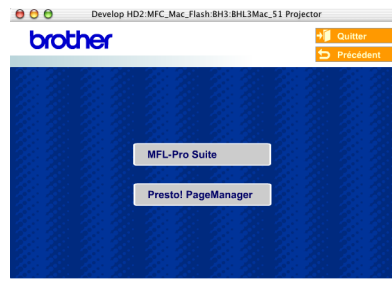 Develop HD2:MFC_Mac_Flash:BH3:BHL3Mac_51 Projector
brother
Quitter
Précédent
MFL-Pro Suite
Presto! PageManager